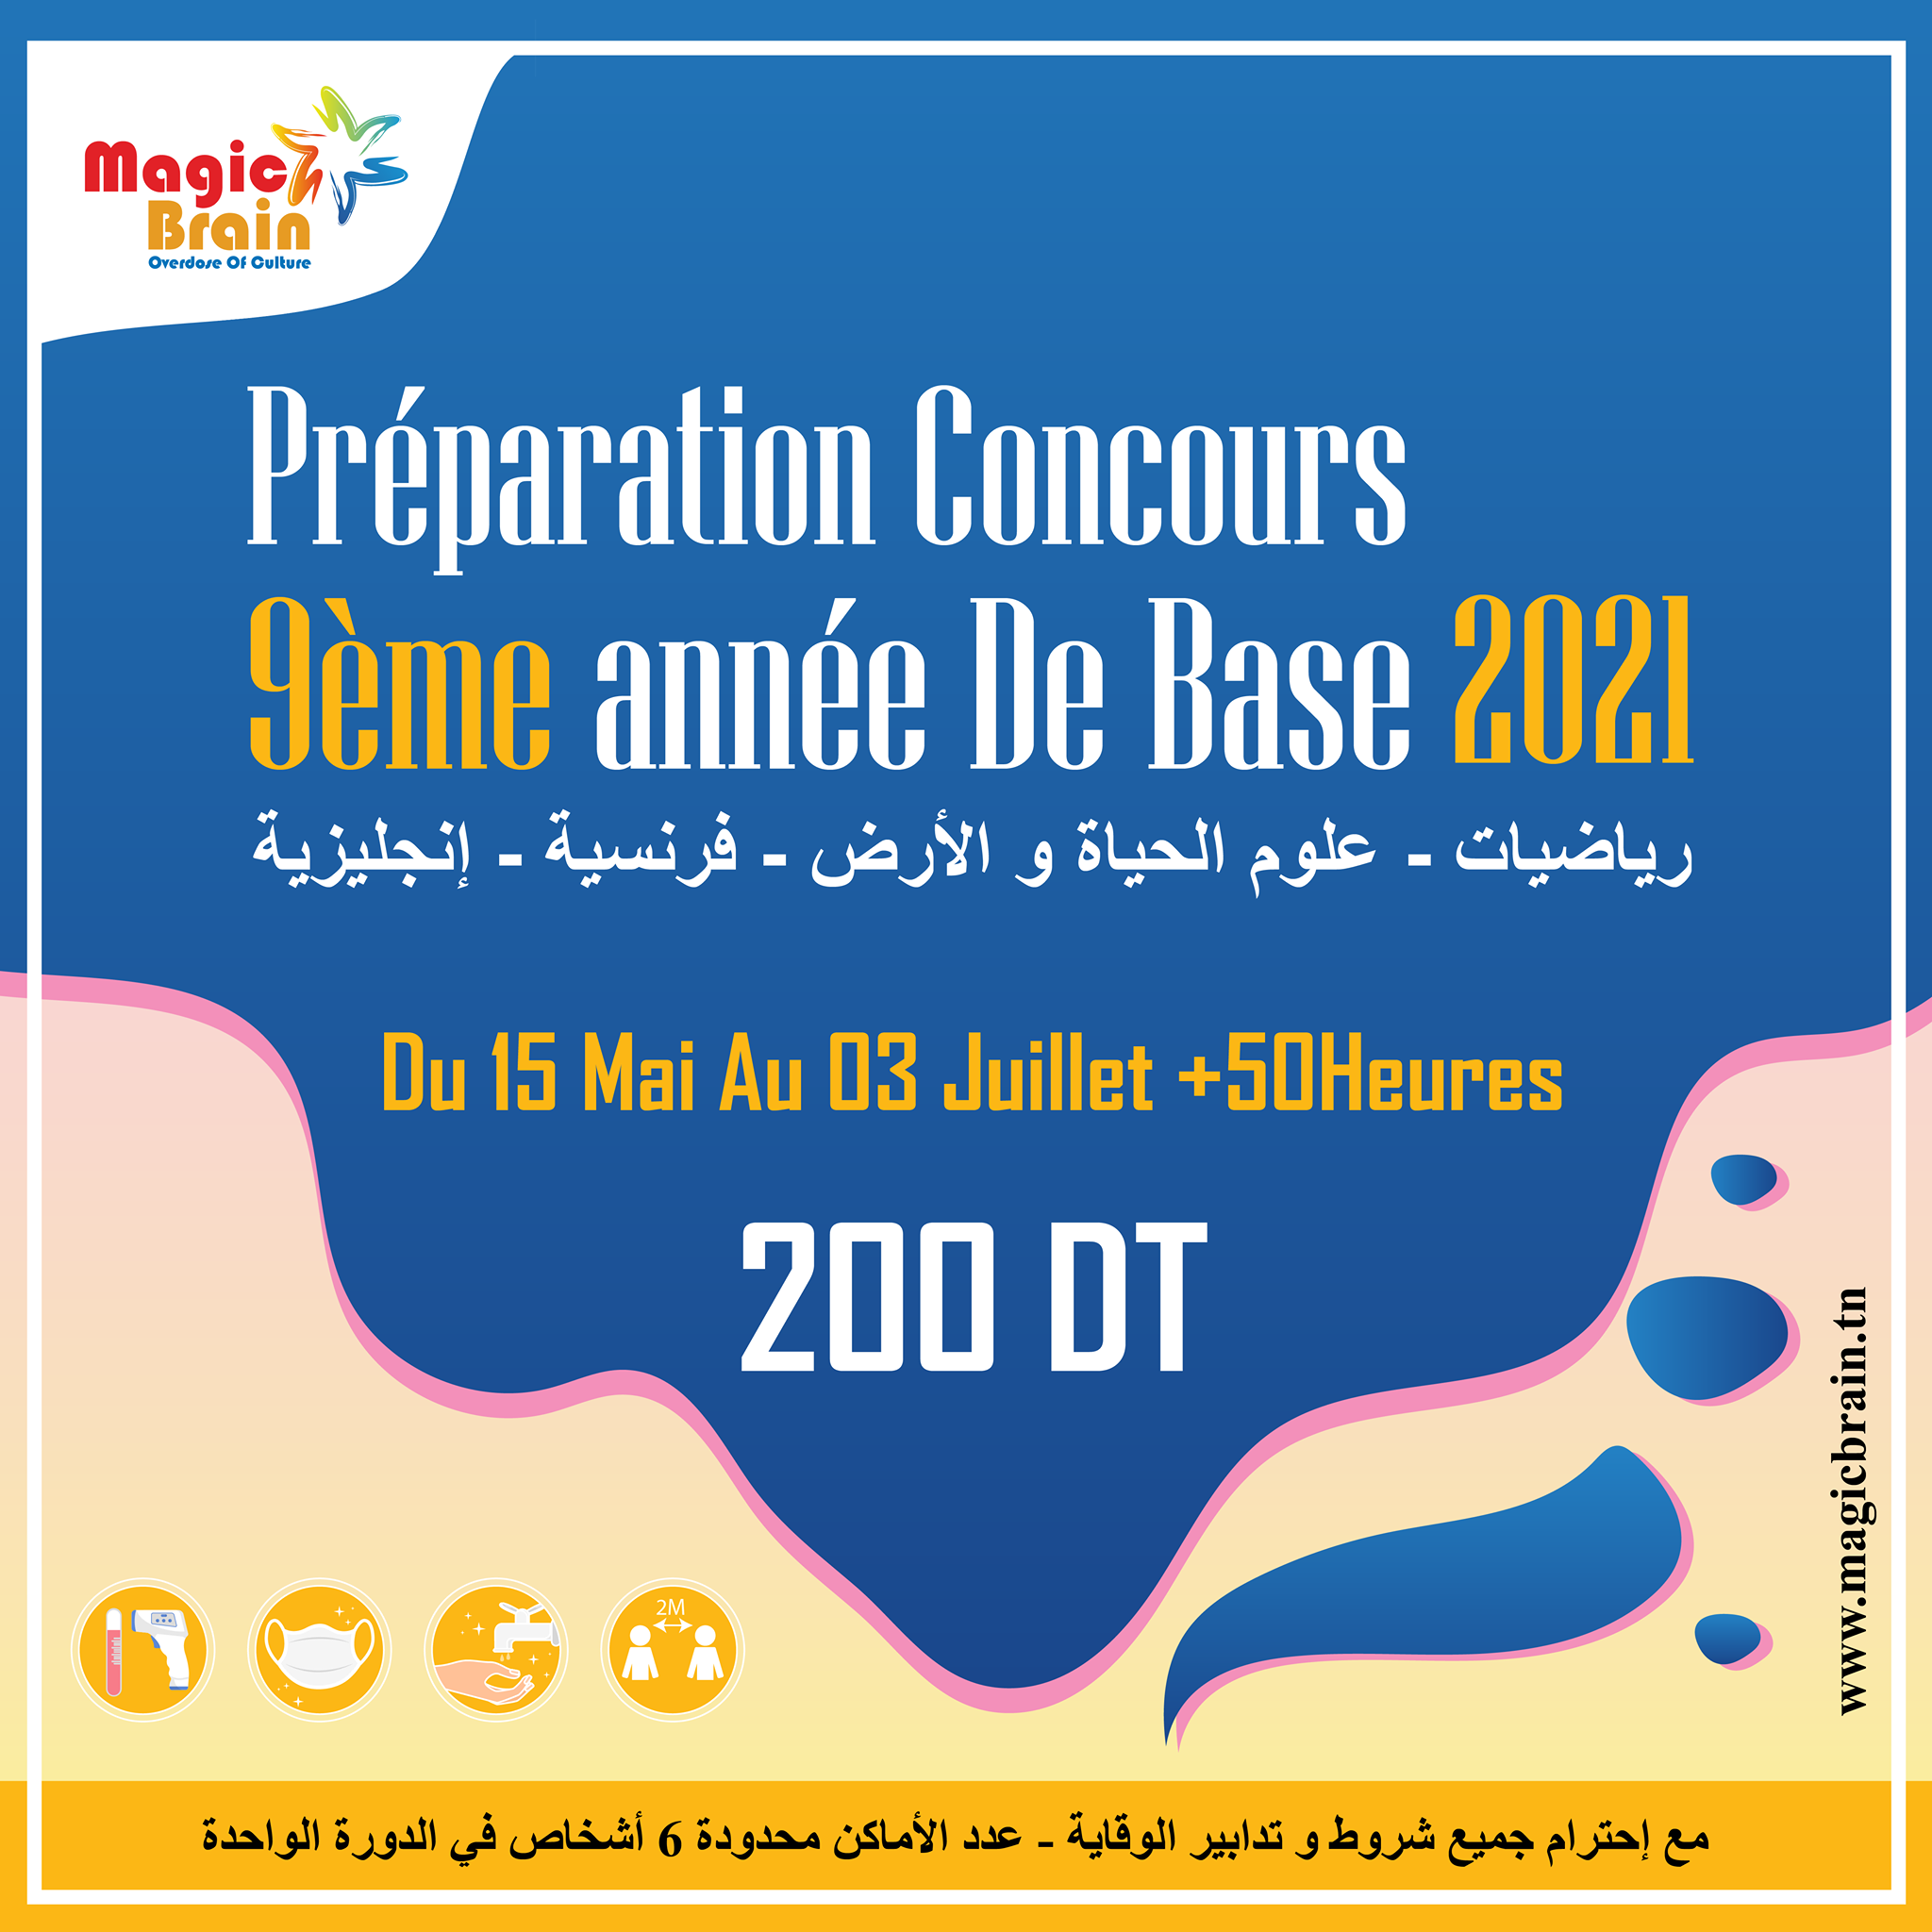 Magic
Brain
Overdose Of Culture
Préparation Concours
9ème année De Base 2021
رياضيات - علوم الحياة و الأرض - فرنسية - إنجليزية
Du 15 Mai Au 03 Juillet +50Heures
200 DT
www.magicbrain.tn
2M
مع إحترام جميع شروط و تدابير الوقاية - عدد الأماكن محدودة 6 أشخاص في الدورة الواحدة